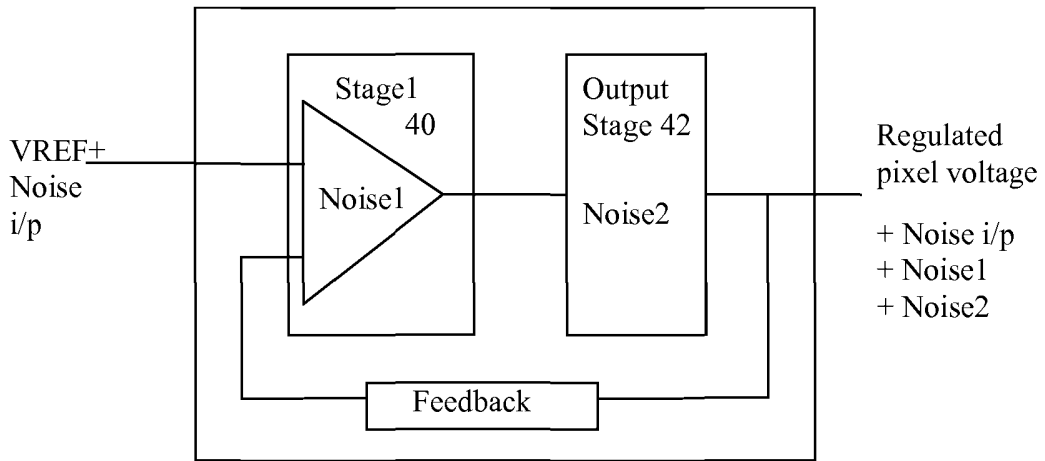 VREF+
Noise
i/p
Stage1
40
Noise1
Output
Stage 42
Noise2
Feedback
Regulated
pixel voltage
+ Noise i/p
+ Noise1
+ Noise2